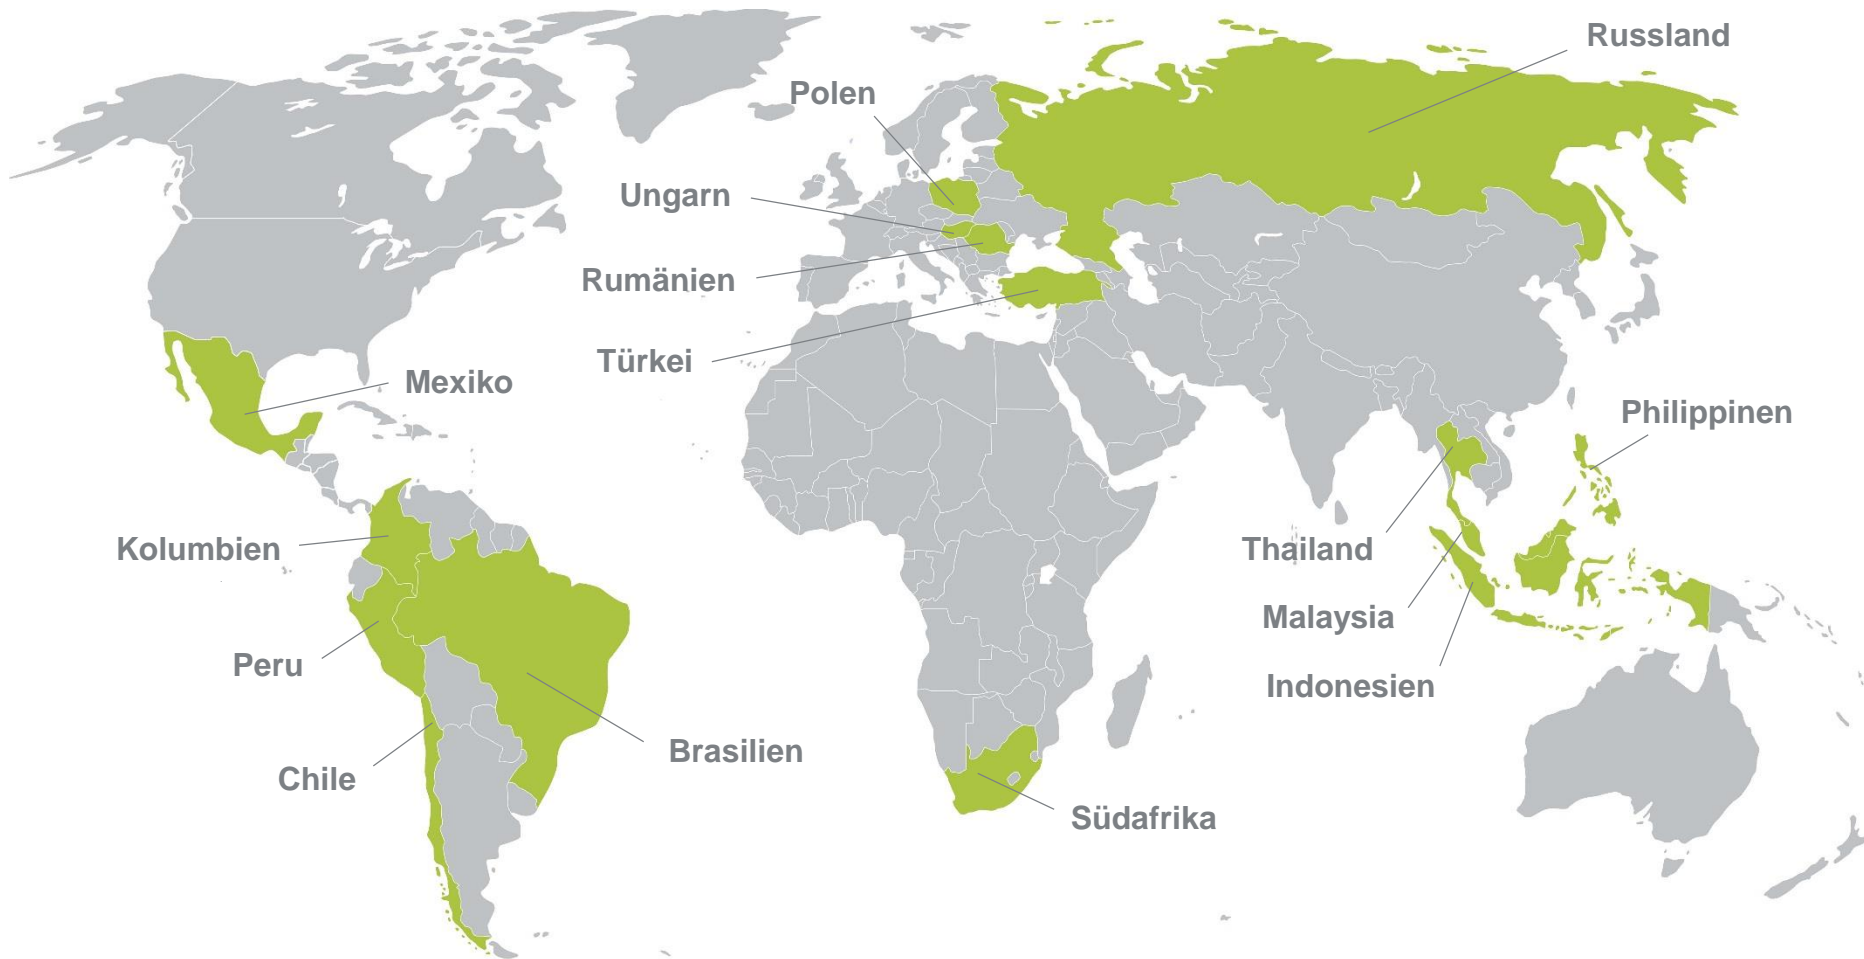 Russland
Polen
Ungarn
Rumänien
Türkei
Mexiko
Philippinen
Kolumbien
Thailand
Malaysia
Peru
Indonesien
Brasilien
Chile
Südafrika